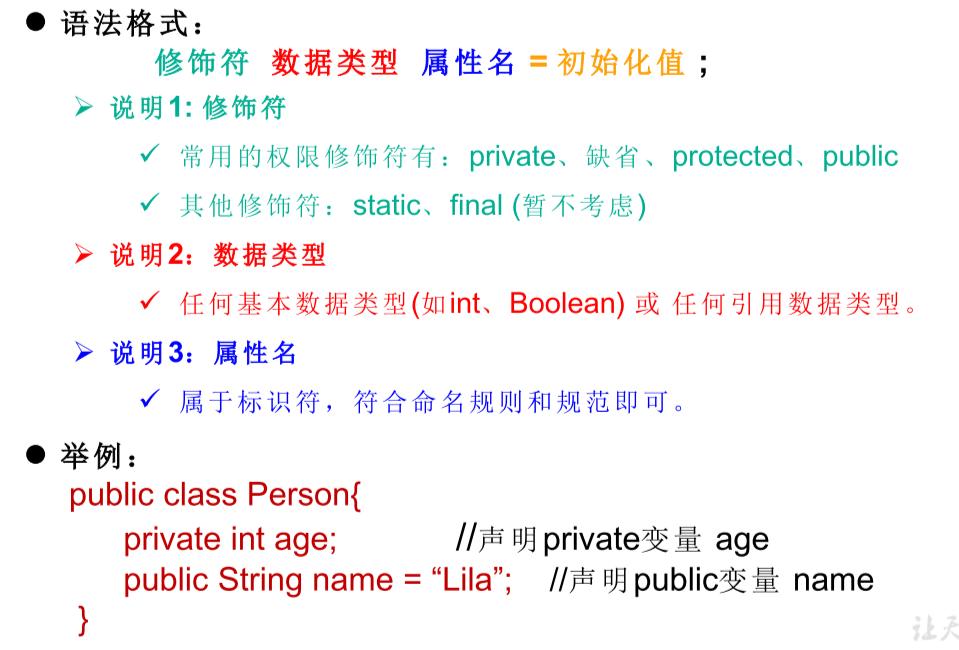 ● 语法格式：
修饰符 数据类型 属性名 = 初始化值 ;
➢ 说明1: 修饰符
✓ 常用的权限修饰符有：private、缺省、protected、public
✓ 其他修饰符：static、final (暂不考虑)
➢ 说明2：数据类型
✓ 任何基本数据类型(如int、Boolean) 或 任何引用数据类型。
➢ 说明3：属性名
✓ 属于标识符，符合命名规则和规范即可。
● 举例：
public class Person{
private int age; //声明private变量 age
public String name = “Lila”; //声明public变量 name
}
让天